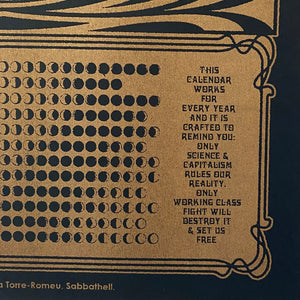 THIS
CALENDAR
WORKS
FOR
EVERY YEAR
AND IT IS
CRAFTED TO
REMIND YOU:
ONLY
SCIENCE &
CAPITALISM
RULES OUR
REALITY.
ONLY
WORKING CLASS
FIGHT WILL
DESTROY IT
& SET US
FREE
a Torre-Romeu. Sabbathell.